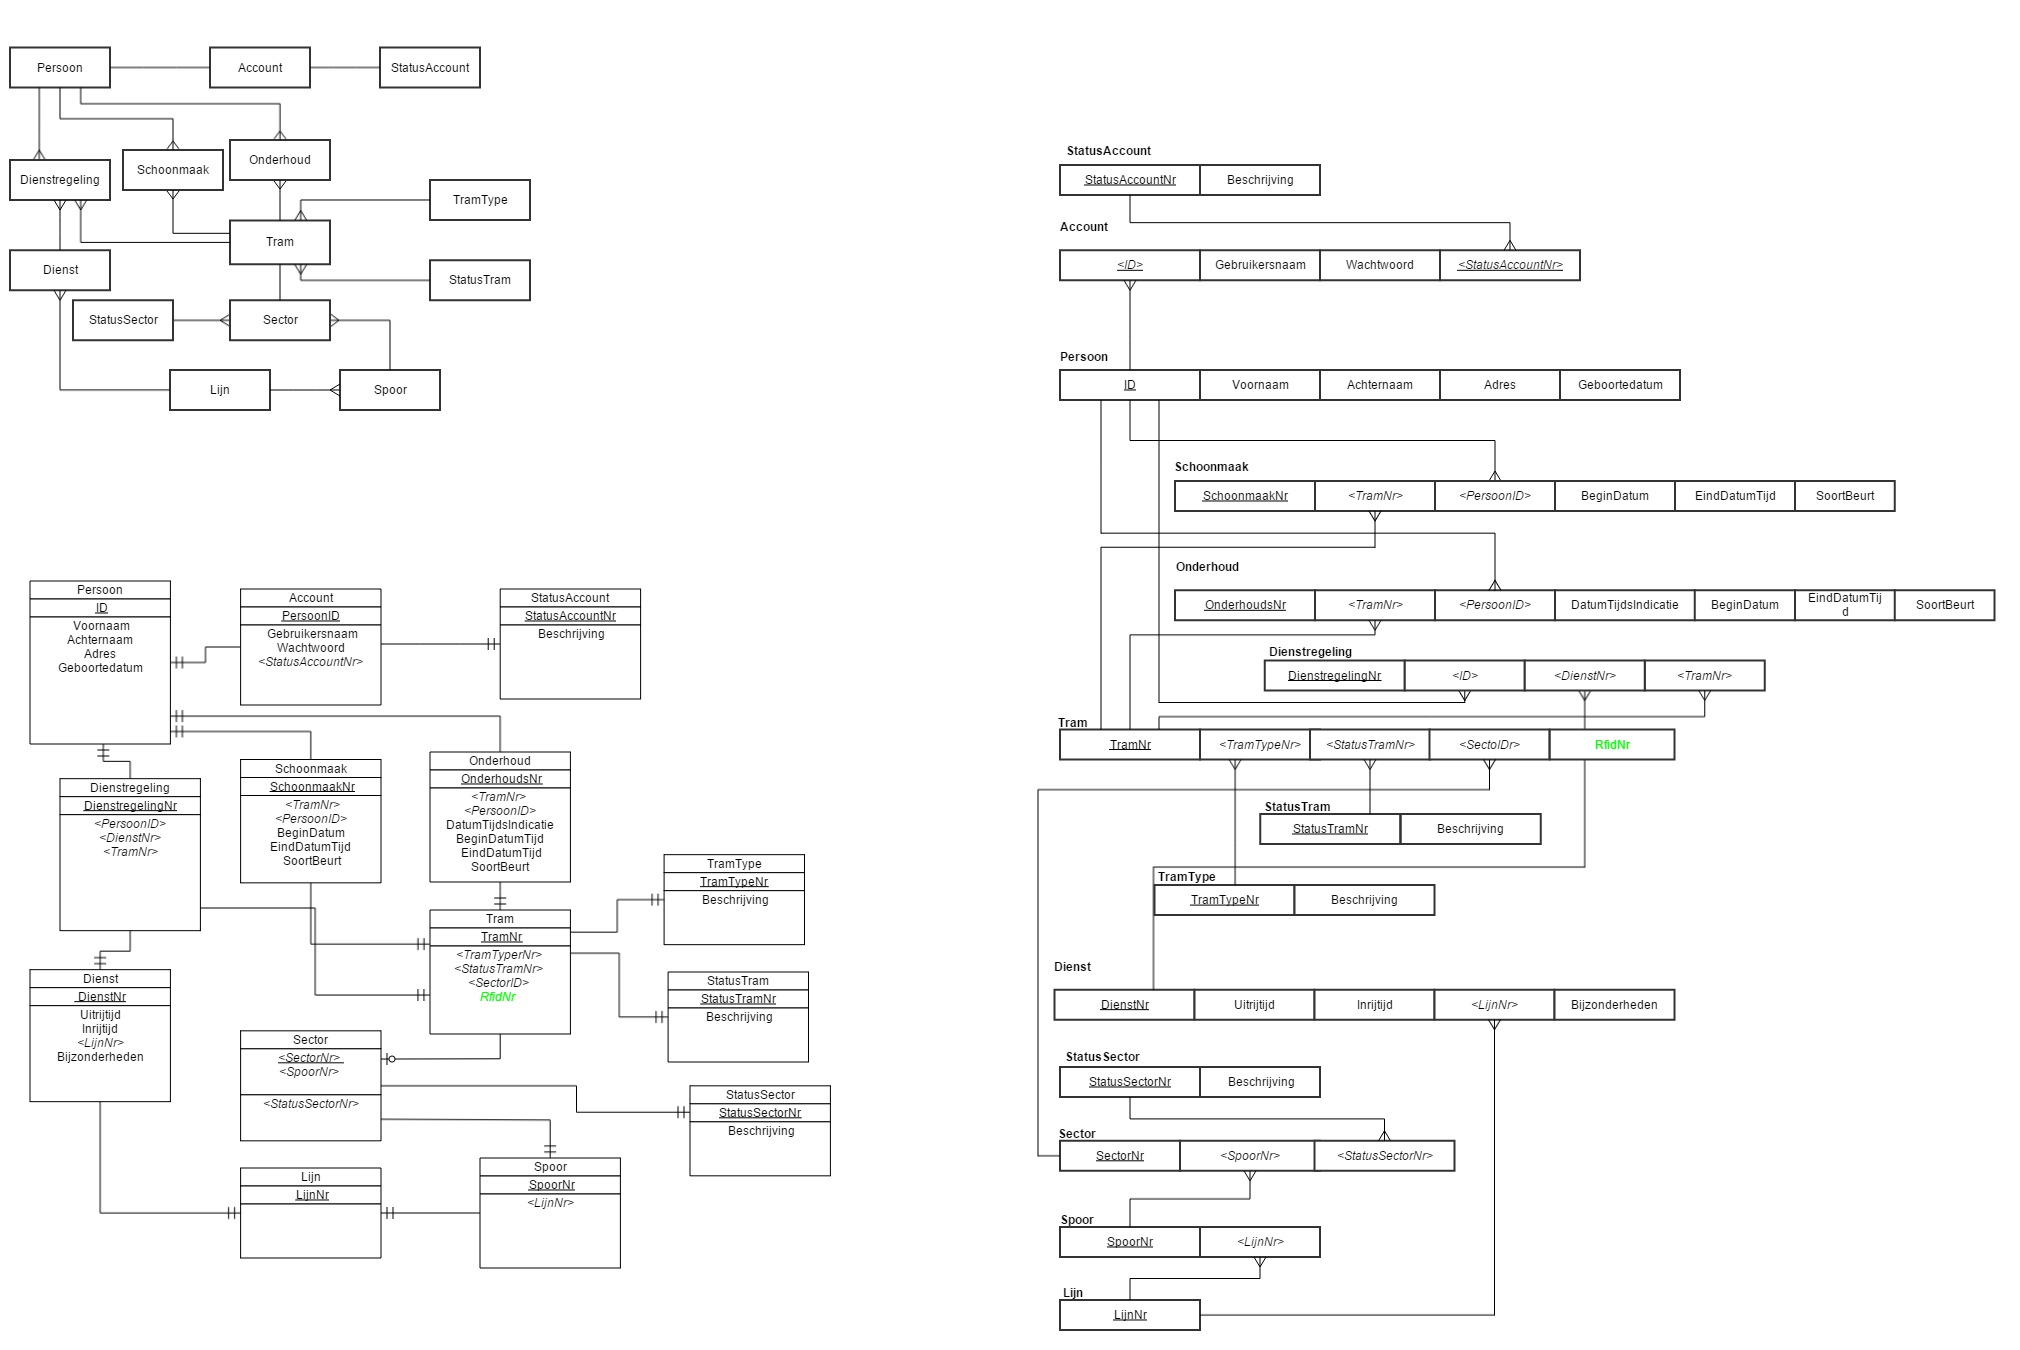 Persoon
Account
StatusAccount
Onderhoud
Schoonmaak
Dienstregeling
TramType
Tram
Dienst
StatusTram
StatusSector
Sector
Lijn
Spoor
Persoon
ID
Voornaam
Achternaam
Adres
Geboortedatum
Account
PersoonID
Gebruikersnaam
Wachtwoord
<StatusAccountNr>
StatusAccount
StatusAccountNr
Beschrijving
Dienstregeling
DienstregelingNr
<PersoonID>
<DienstNr>
<TramNr>
Schoonmaak
SchoonmaakNr
<TramNr>
<PersoonID>
BeginDatum
EindDatumTijd
SoortBeurt
Onderhoud
OnderhoudsNr
<TramNr>
<PersoonID>
DatumTijdsIndicatie
BeginDatumTijd
EindDatumTijd
SoortBeurt
TramType
TramTypeNr
Beschrijving
Tram
TramNr
<TramTyperNr>
<StatusTramNr>
<SectorID>
RfidNr
StatusTram
StatusTramNr
Beschrijving
Dienst
DienstNr
Uitrijtijd
Inrijtijd
<LijnNr>
Bijzonderheden
Sector
<SectorNr>
<SpoorNr>
<StatusSectorNr>
StatusSector
StatusSectorNr
Beschrijving
Lijn
LijnNr
Spoor
SpoorNr
<LijnNr>
StatusAccount
StatusAccountNr Beschrijving
Account
<ID> Gebruikersnaam Wachtwoord <StatusAccountNr>
Persoon
ID Voornaam Achternaam Adres Geboortedatum
Schoonmaak
SchoonmaakNr <TramNr> <PersoonID> BeginDatum EindDatumTijd SoortBeurt
Onderhoud
OnderhoudsNr <TramNr> <PersoonID> DatumTijdsIndicatie BeginDatum EindDatumTij
d SoortBeurt
Dienstregeling
DienstregelingNr <ID> <DienstNr> <TramNr>
Tram
TramNr <TramTypeNr> <StatusTramNr> <SectoIDr> RfidNr
StatusTram
StatusTramNr Beschrijving
TramType
TramTypeNr Beschrijving
Dienst
DienstNr Uitrijtijd Inrijtijd <LijnNr> Bijzonderheden
StatusSector
StatusSectorNr Beschrijving
Sector
SectorNr <SpoorNr> <StatusSectorNr>
Spoor
SpoorNr <LijnNr>
Lijn
LijnNr